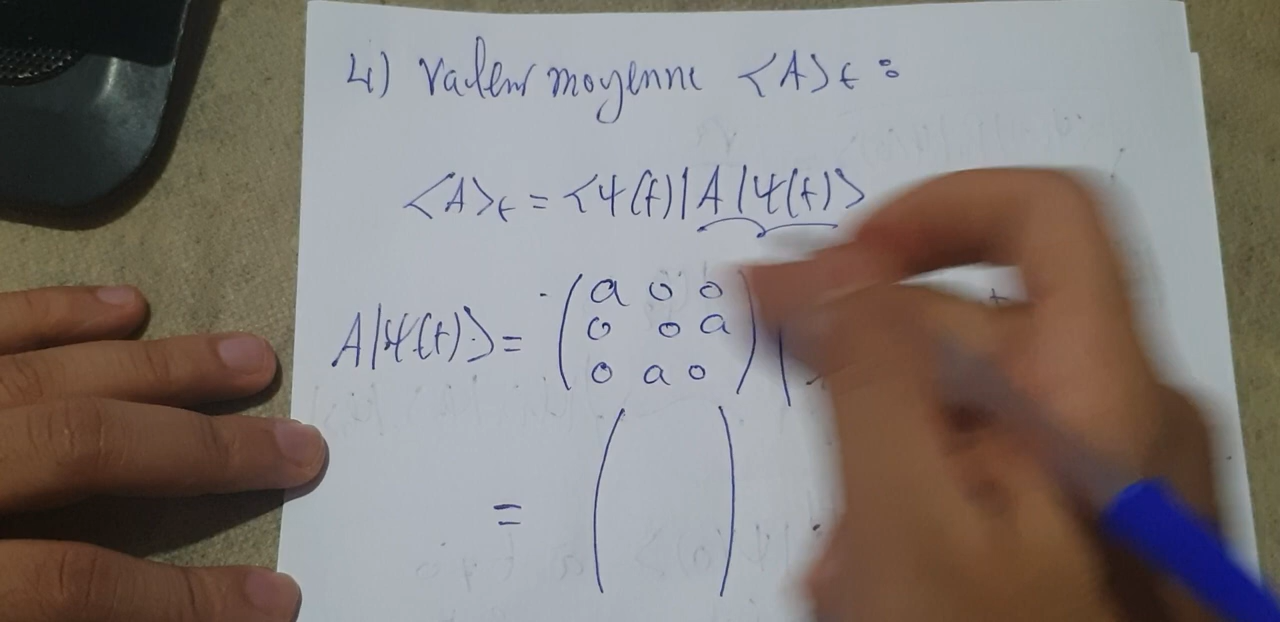 4) Valeur moyenne <A>t :
<A>t = <Ψ(t)|A|Ψ(t)>
A|Ψ(t)> = (a 0 0
0 0 a
0 a 0) (
= ( )